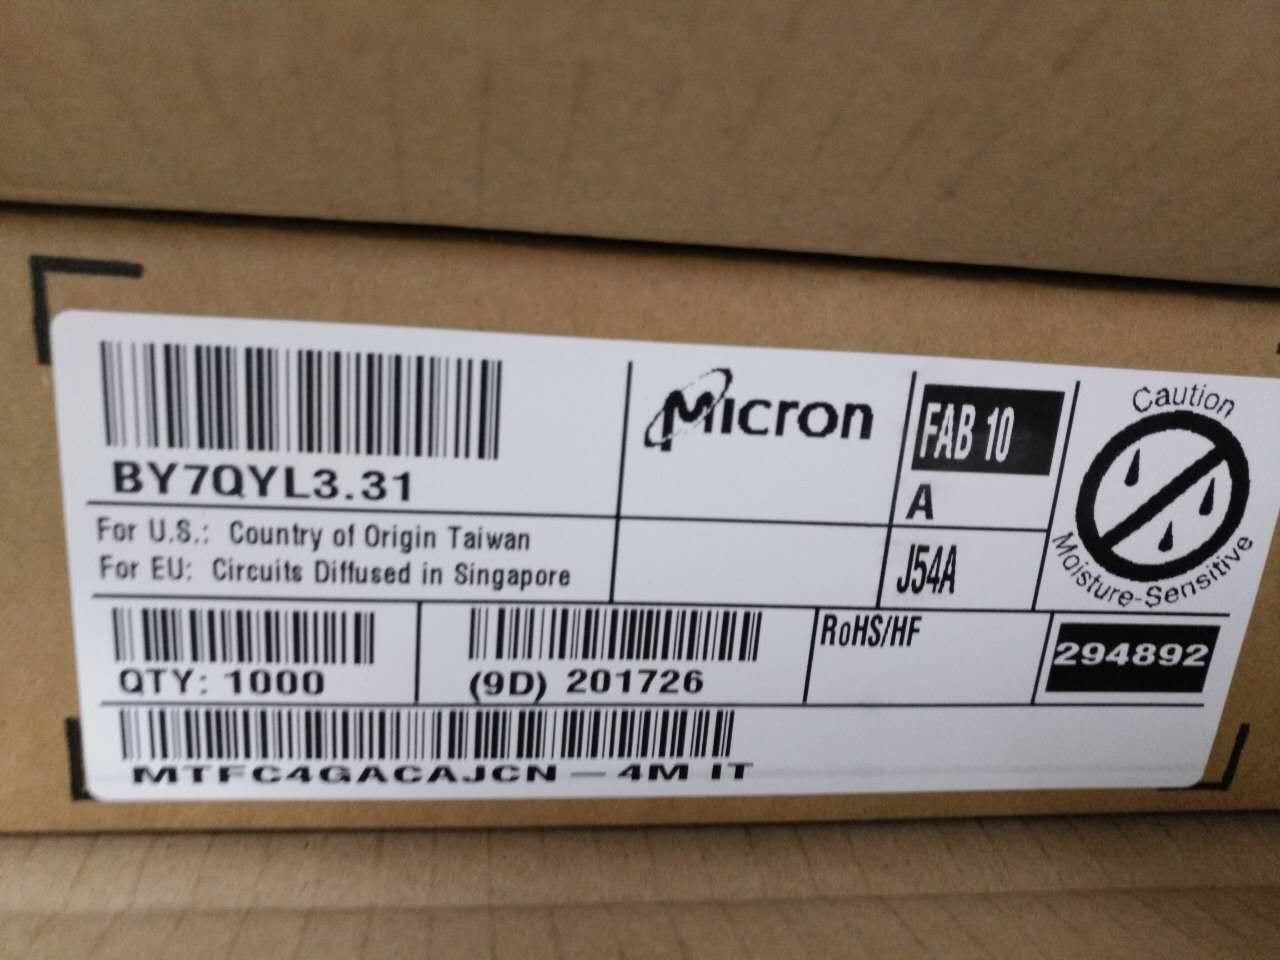 BY7QYL3.31
Micron
FAB 10
A
J54A
Caution
Moisture-Sensitive
For U.S.: Country of Origin Taiwan
For EU: Circuits Diffused in Singapore
QTY: 1000
(9D) 201726
RoHS/HF
294892
MTFC4GACAJCN - 4M IT